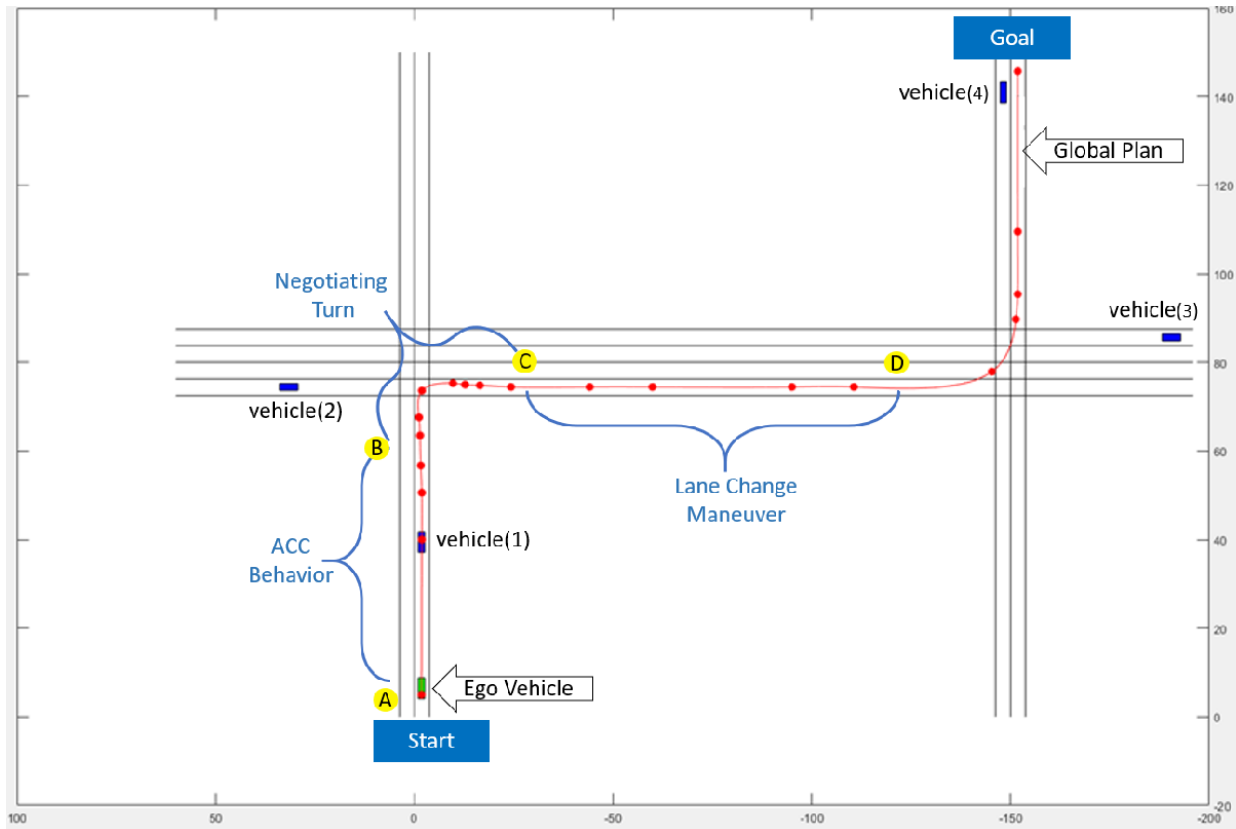 160
Goal
vehicle(4)
140
Global Plan
120
Negotiating
Turn
100
vehicle(3)
C
D
80
vehicle(2)
B
60
Lane Change
Maneuver
vehicle(1)
ACC
Behavior
40
20
A
Ego Vehicle
0
Start
-20
100
50
0
-50
-100
-150
-200